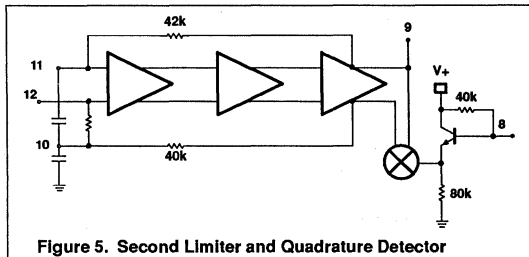 42k
9
11
V+
12
40k
8
10
40k
80k
Figure 5. Second Limiter and Quadrature Detector